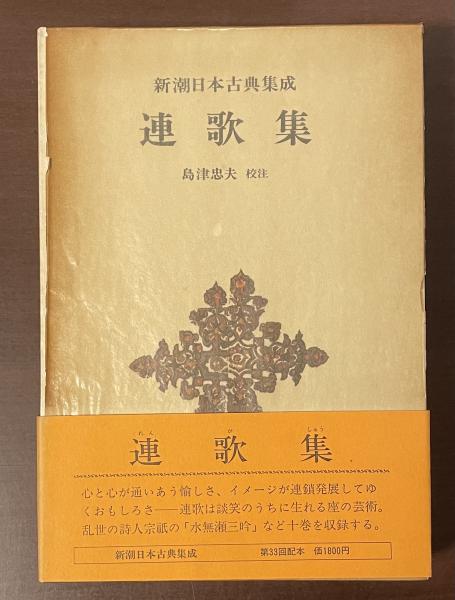 新潮日本古典集成
連歌集
島津忠夫 校注
れん が しゅう
連歌集
心と心が通いあう愉しさ、イメージが連鎖発展してゆ
くおもしろさ――連歌は談笑のうちに生れる座の芸術。
乱世の詩人宗祇の「水無瀬三吟」など十巻を収録する。
新潮日本古典集成 第33回配本 価1800円